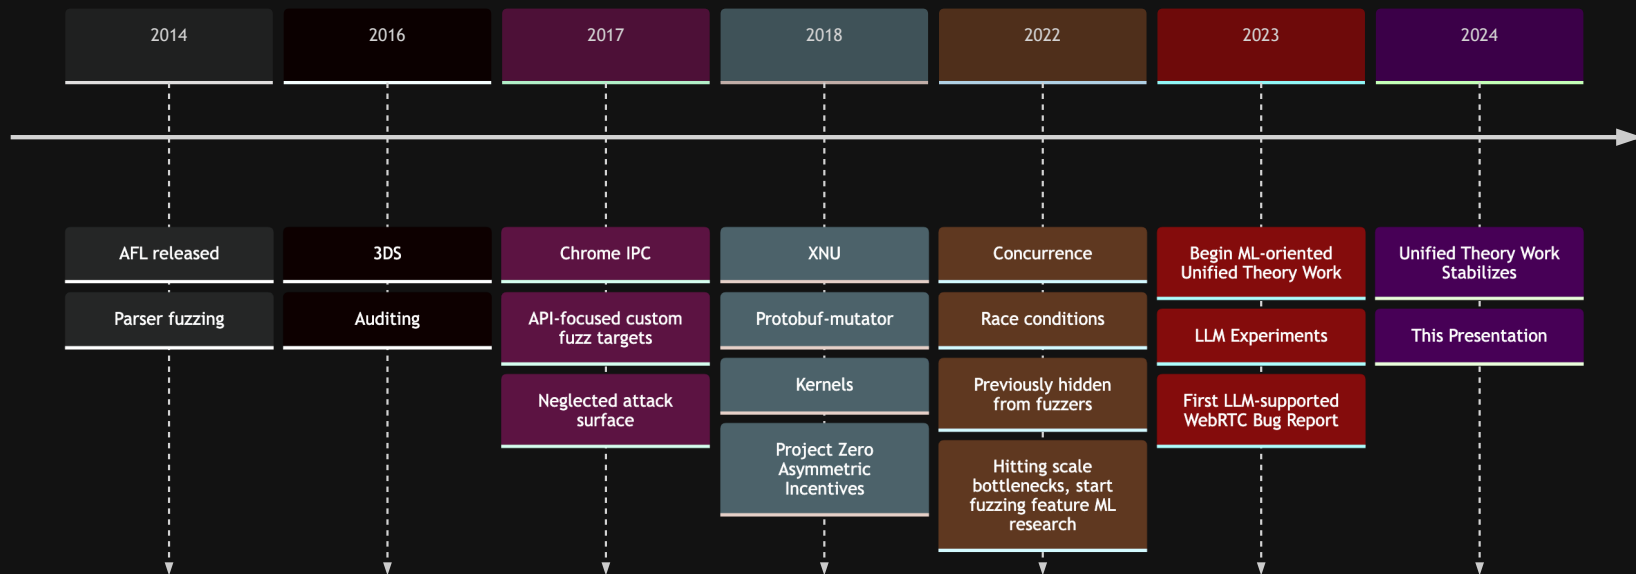 2014
2016
2017
2018
2022
2023
2024
AFL released
Parser fuzzing
3DS
Auditing
Chrome IPC
API-focused custom
fuzz targets
Neglected attack
surface
XNU
Protobuf-mutator
Kernels
Project Zero
Asymmetric
Incentives
Concurrence
Race conditions
Previously hidden
from fuzzers
Hitting scale
bottlenecks, start
fuzzing feature ML
research
Begin ML-oriented
Unified Theory Work
LLM Experiments
First LLM-supported
WebRTC Bug Report
Unified Theory Work
Stabilizes
This Presentation